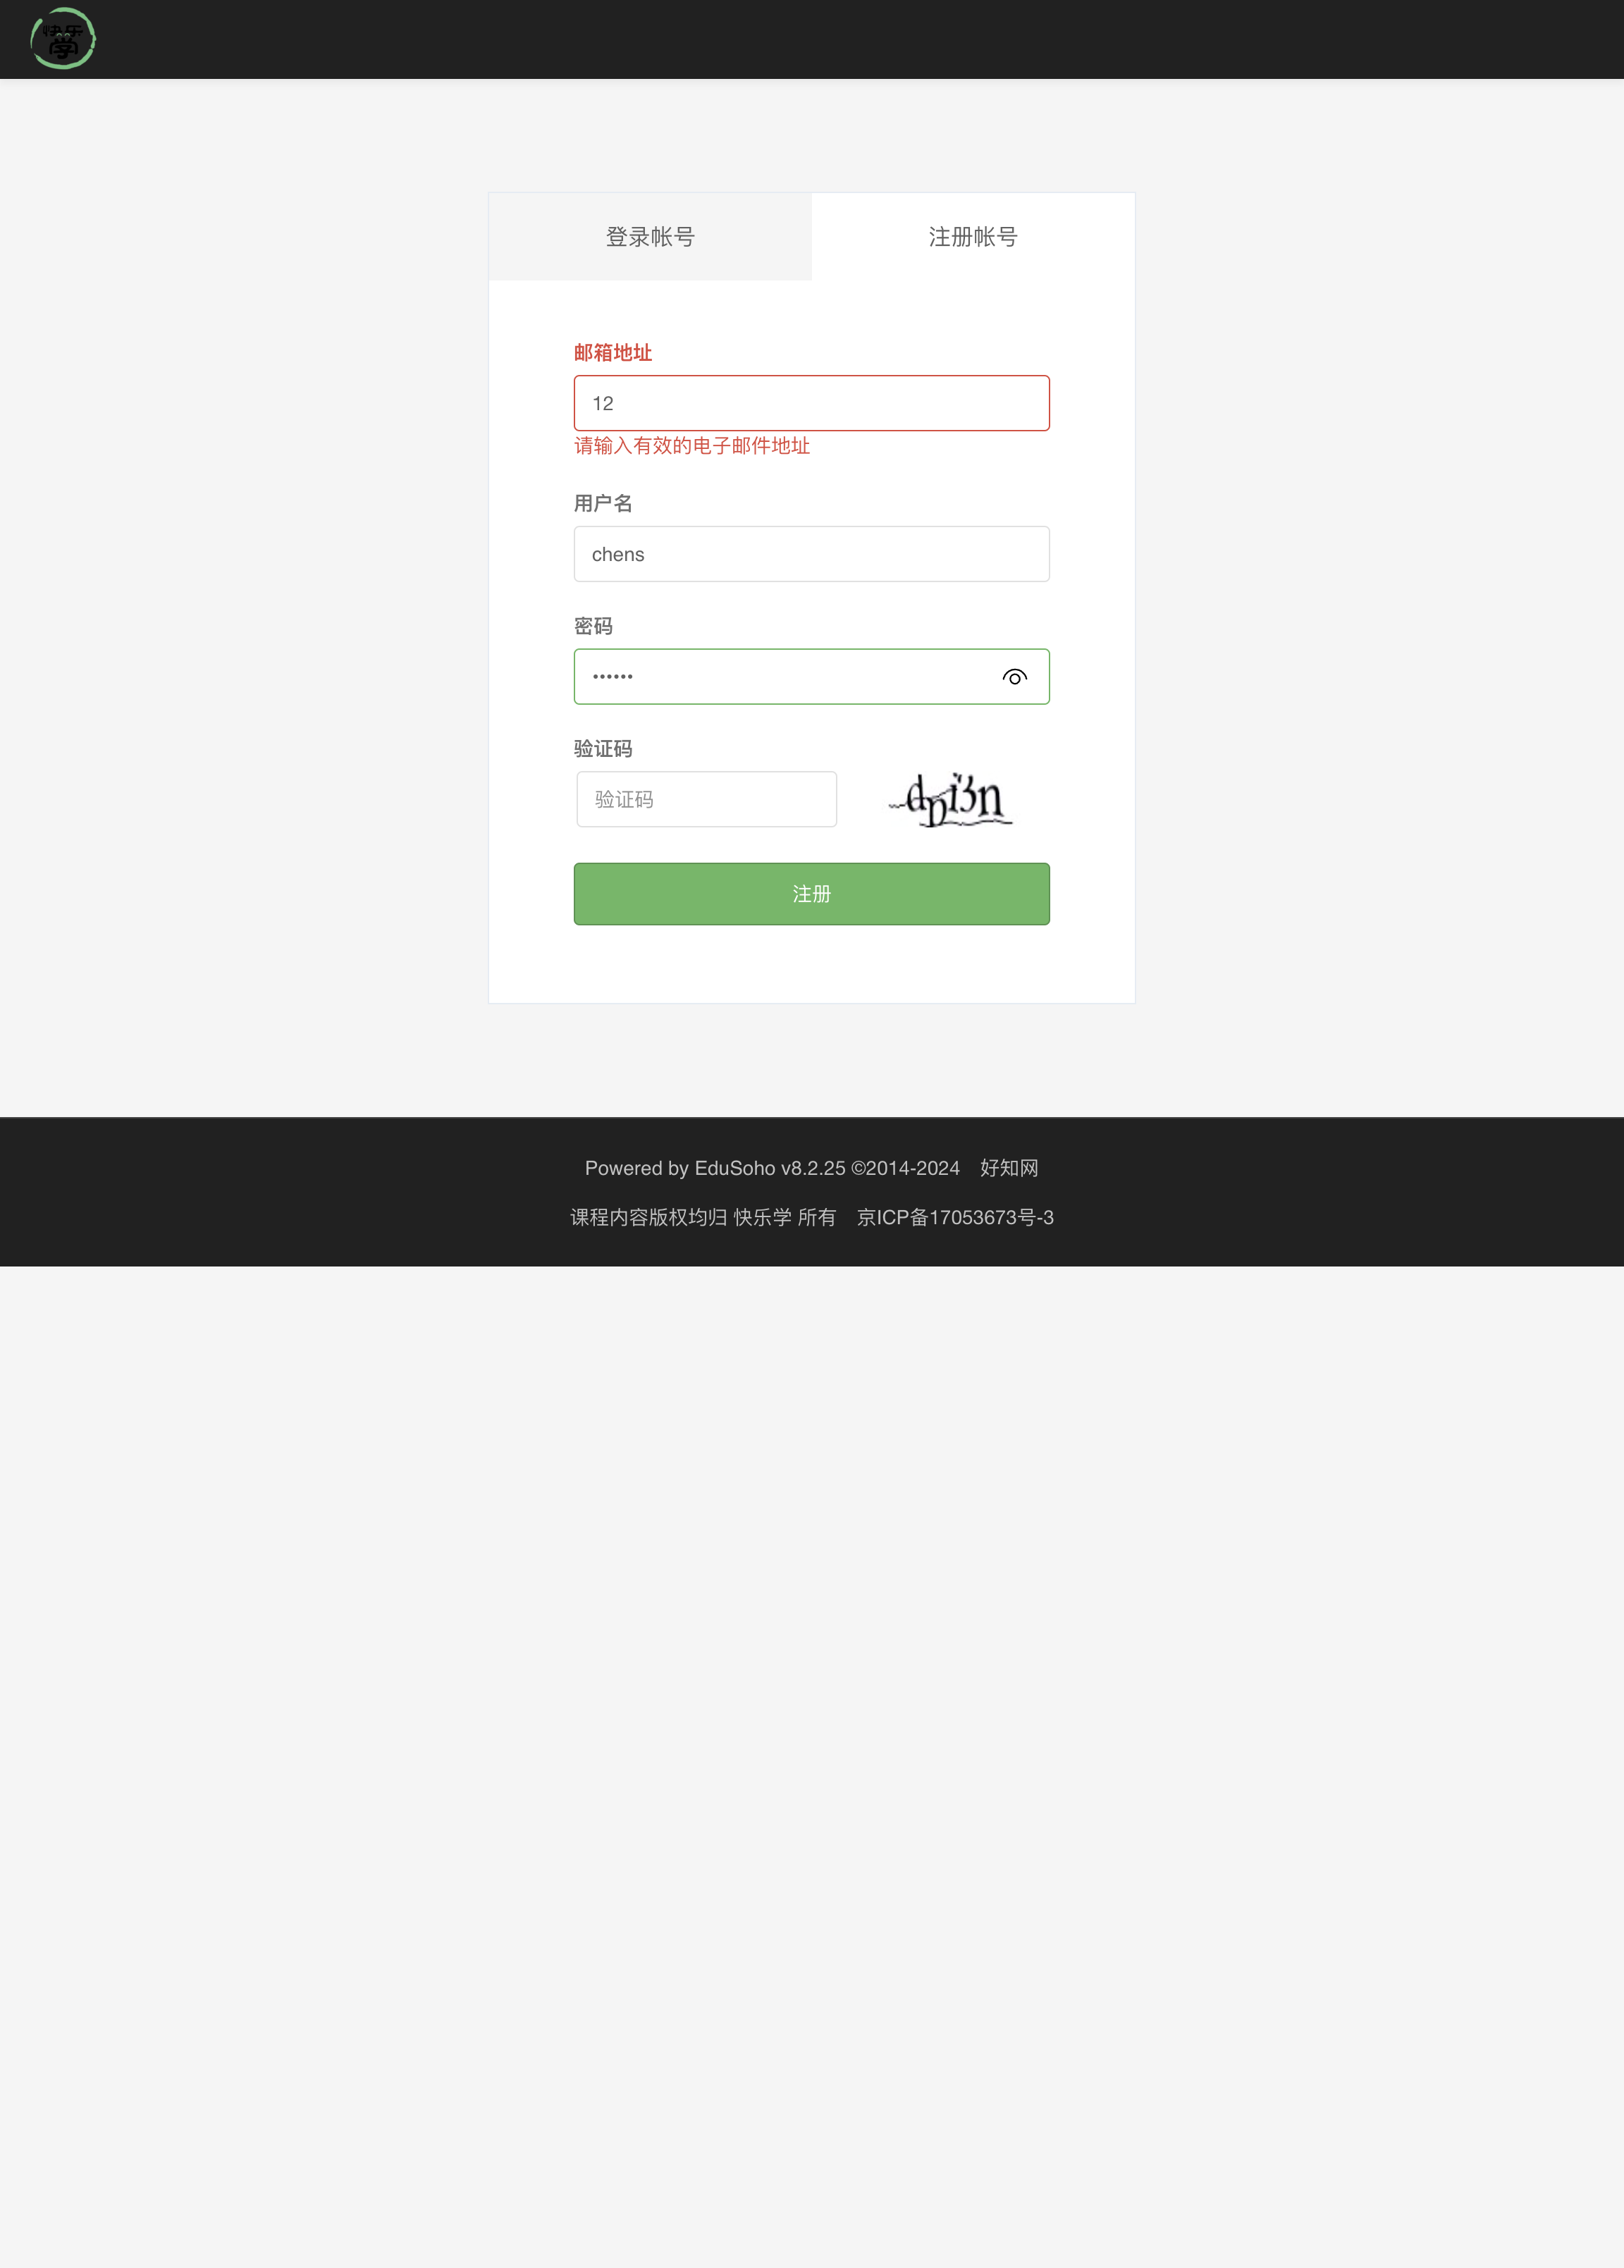 快乐
学
登录帐号
注册帐号
邮箱地址
12
请输入有效的电子邮件地址
用户名
chens
密码
••••••
验证码
验证码
注册
Powered by EduSoho v8.2.25 ©2014-2024 好知网
课程内容版权均归 快乐学 所有 京ICP备17053673号-3